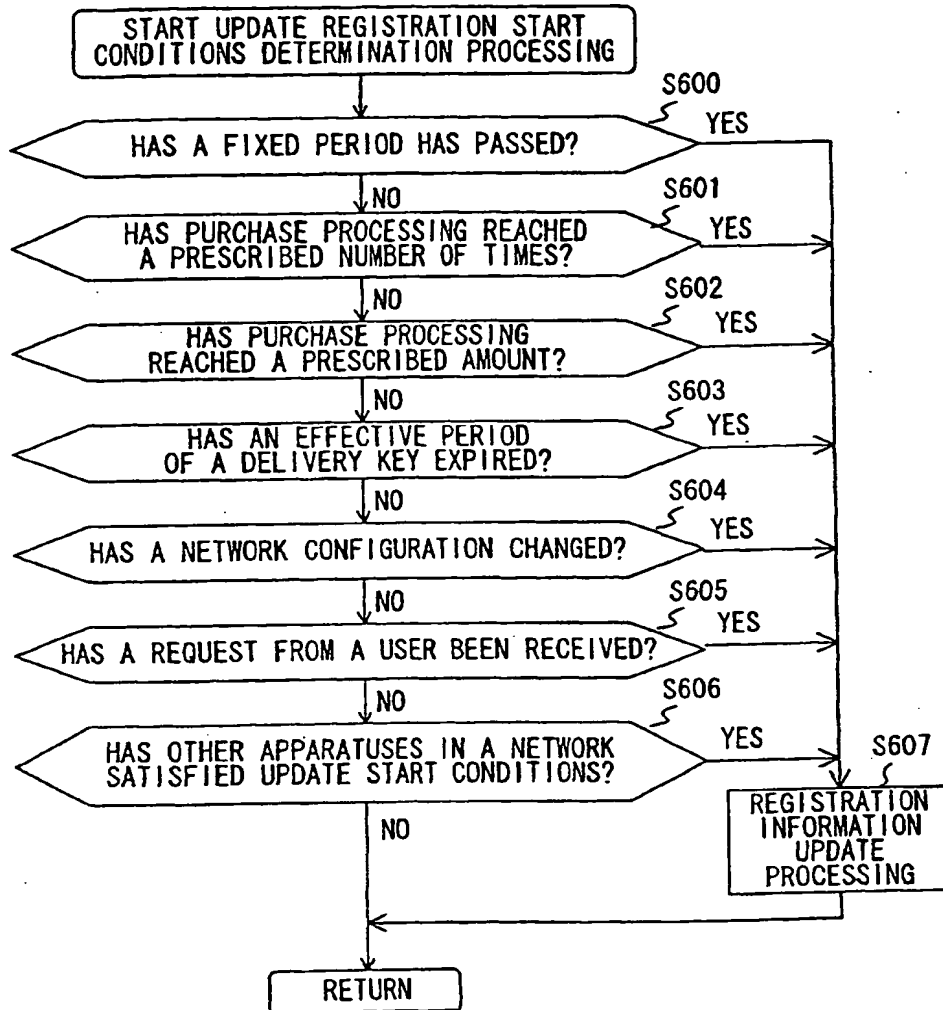 START UPDATE REGISTRATION START
CONDITIONS DETERMINATION PROCESSING
S600
HAS A FIXED PERIOD HAS PASSED?
YES
NO
S601
HAS PURCHASE PROCESSING REACHED
A PRESCRIBED NUMBER OF TIMES?
YES
NO
S602
HAS PURCHASE PROCESSING
REACHED A PRESCRIBED AMOUNT?
YES
NO
S603
HAS AN EFFECTIVE PERIOD
OF A DELIVERY KEY EXPIRED?
YES
NO
S604
HAS A NETWORK CONFIGURATION CHANGED?
YES
NO
S605
HAS A REQUEST FROM A USER BEEN RECEIVED?
YES
NO
S606
HAS OTHER APPARATUSES IN A NETWORK
SATISFIED UPDATE START CONDITIONS?
YES
NO
S607
REGISTRATION
INFORMATION
UPDATE
PROCESSING
RETURN